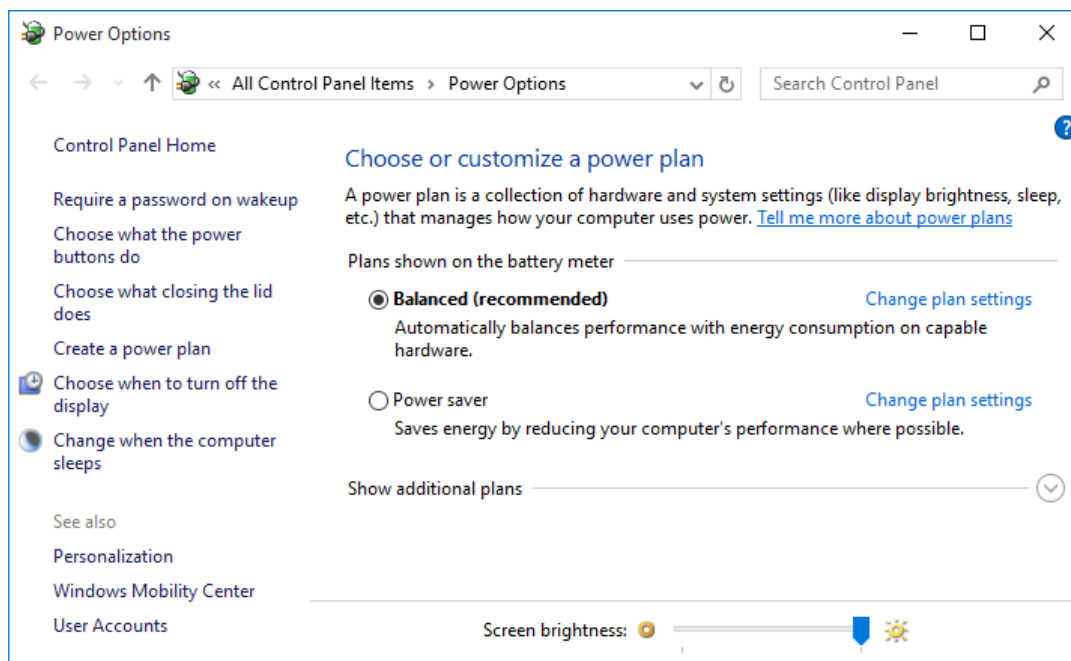 Power Options
« All Control Panel Items > Power Options
Search Control Panel
?
Control Panel Home
Require a password on wakeup
Choose what the power
buttons do
Choose what closing the lid
does
Create a power plan
Choose when to turn off the
display
Change when the computer
sleeps
See also
Personalization
Windows Mobility Center
User Accounts
Choose or customize a power plan
A power plan is a collection of hardware and system settings (like display brightness, sleep,
etc.) that manages how your computer uses power. Tell me more about power plans
Plans shown on the battery meter
Balanced (recommended) Change plan settings
Automatically balances performance with energy consumption on capable
hardware.
Power saver Change plan settings
Saves energy by reducing your computer's performance where possible.
Show additional plans
Screen brightness: